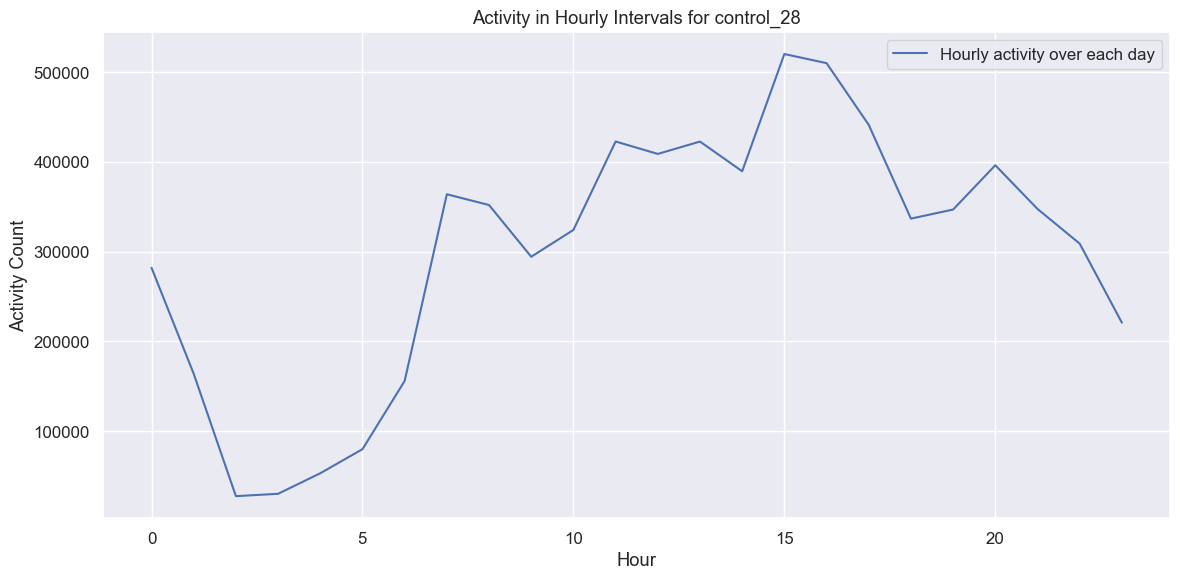 Activity in Hourly Intervals for control_28
Hourly activity over each day
500000
400000
300000
200000
100000
Activity Count
0 5 10 15 20
Hour